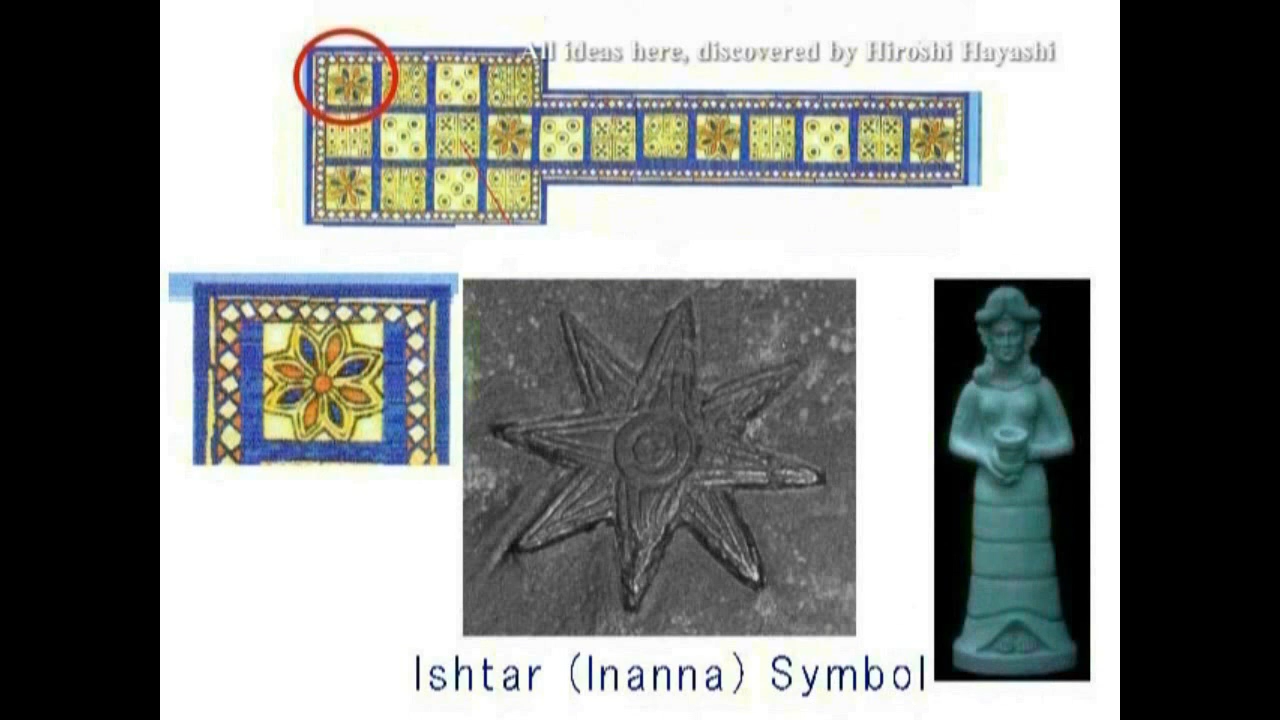 All ideas here, discovered by Hiroshi Hayashi
Ishtar (Inanna) Symbol